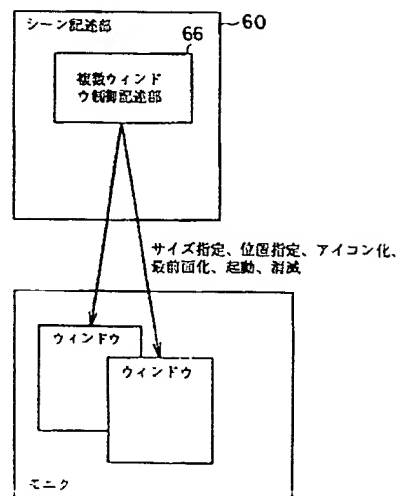 シーン記述部
60
66
複数ウィンド
ウ制御記述部
サイズ指定、位置指定、アイコン化、
最前面化、起動、消滅
ウィンドウ
ウィンドウ
モニタ